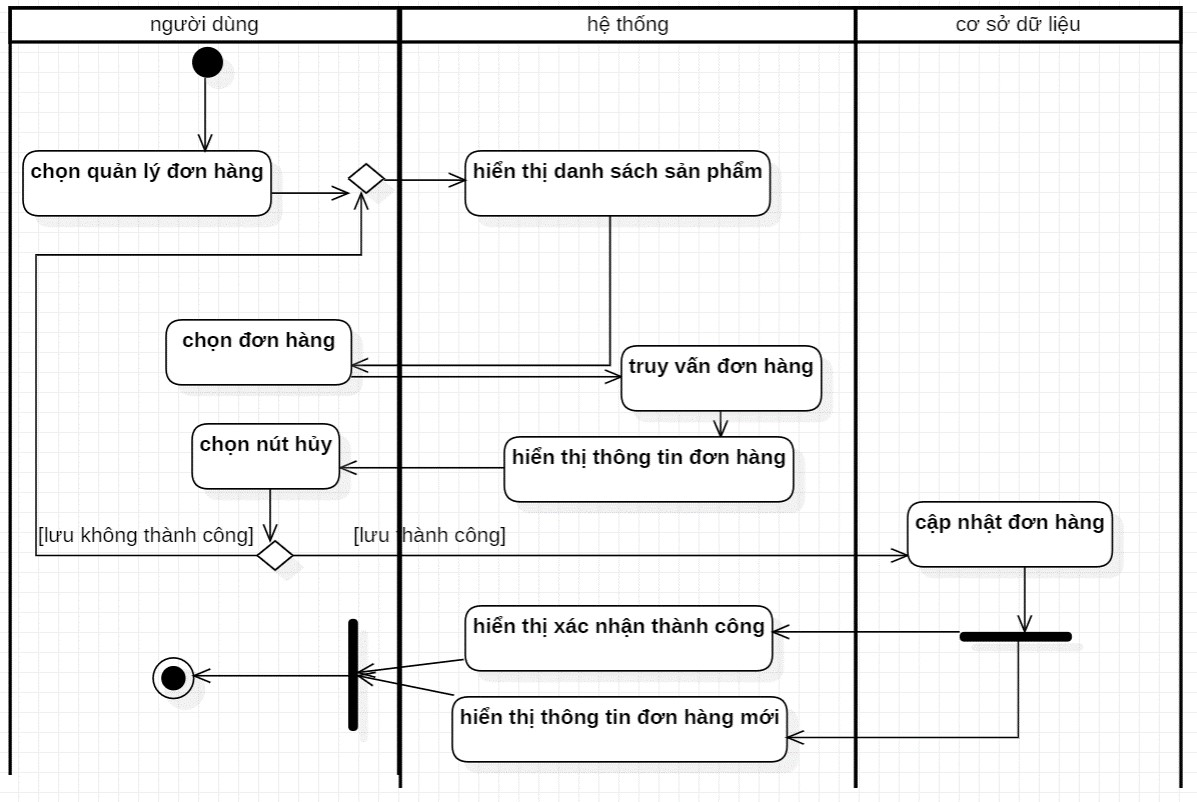 người dùng
hệ thống
cơ sở dữ liệu
chọn quản lý đơn hàng
hiển thị danh sách sản phẩm
chọn đơn hàng
truy vấn đơn hàng
chọn nút hủy
hiển thị thông tin đơn hàng
cập nhật đơn hàng
[lưu không thành công]
[lưu thành công]
hiển thị xác nhận thành công
hiển thị thông tin đơn hàng mới